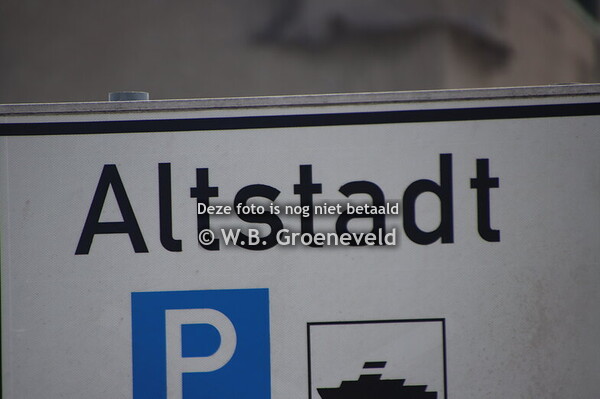 Altstadt
Deze foto is nog niet betaald
© W.B. Groeneveld
P